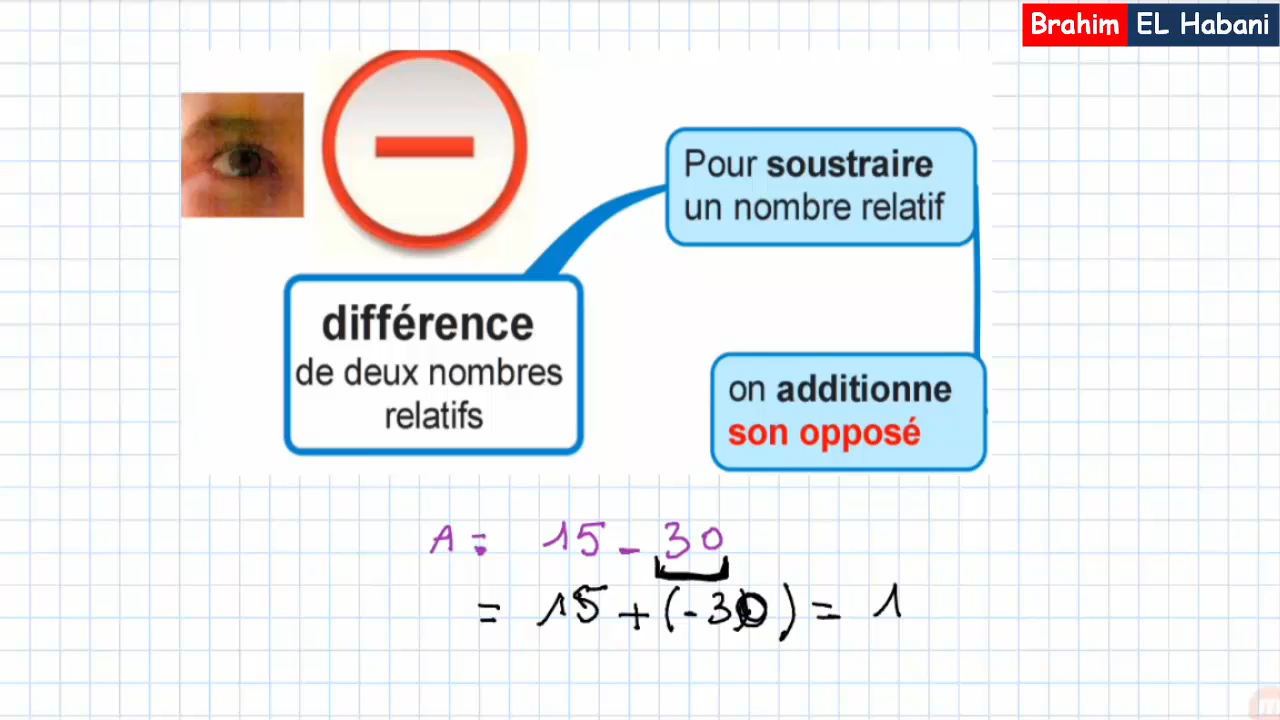 Brahim EL Habani
Pour soustraire
un nombre relatif
différence
de deux nombres
relatifs
on additionne
son opposé
A = 15 - 30
= 15 + (-30) = 1